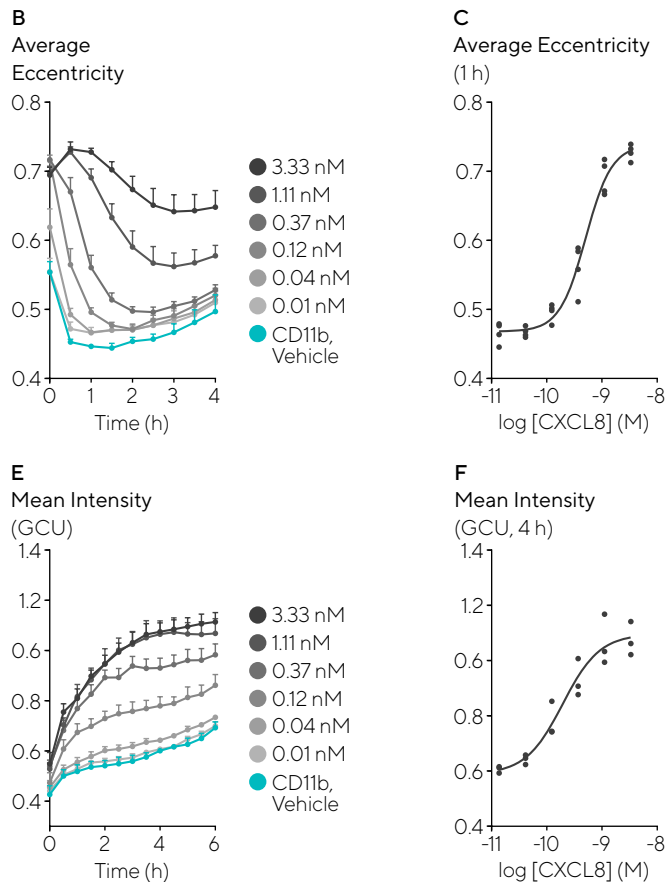 B
Average
Eccentricity
0.8
0.7
0.6
0.5
0.4
0 1 2 3 4
Time (h)
3.33 nM
1.11 nM
0.37 nM
0.12 nM
0.04 nM
0.01 nM
CD11b,
Vehicle
C
Average Eccentricity
(1 h)
0.8
0.7
0.6
0.5
0.4
-11 -10 -9 -8
log [CXCL8] (M)
E
Mean Intensity
(GCU)
1.4
1.2
0.6
0.8
0.6
0.4
0 2 4 6
Time (h)
3.33 nM
1.11 nM
0.37 nM
0.12 nM
0.04 nM
0.01 nM
CD11b,
Vehicle
F
Mean Intensity
(GCU, 4 h)
1.4
1.2
0.6
0.8
0.6
0.4
-11 -10 -9 -8
log [CXCL8] (M)